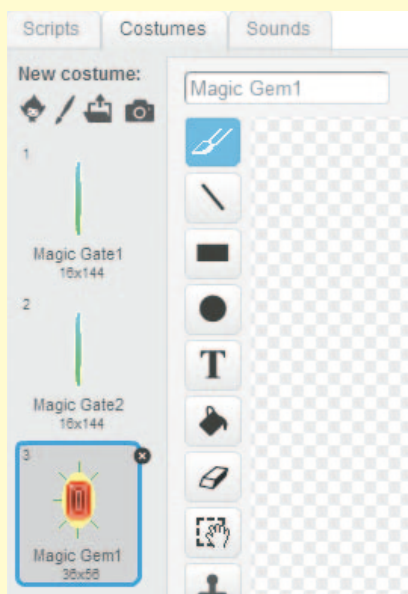 Scripts
Costumes
Sounds
New costume:
Magic Gem1
1
Magic Gate1
16x144
2
Magic Gate2
16x144
3
Magic Gem1
36x56
T